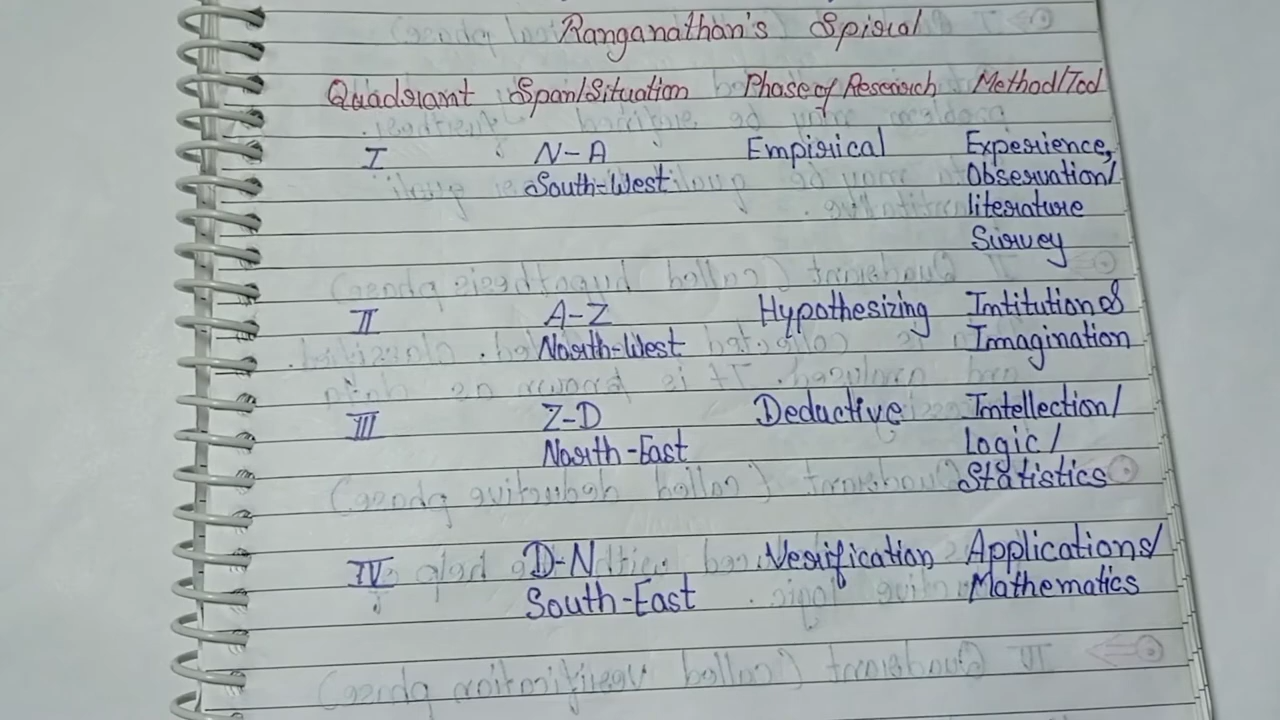 Ranganathan's Spiral
Quadrant Span/Situation Phase of Research Method/Tool
I N-A Empirical Experience,
South-West Observation/
literature
Survey
II A-Z Hypothesizing Intitution &
North-West Imagination
III Z-D Deductive Intellection/
North-East Logic/
Statistics
IV D-N Verification Applications/
South-East Mathematics